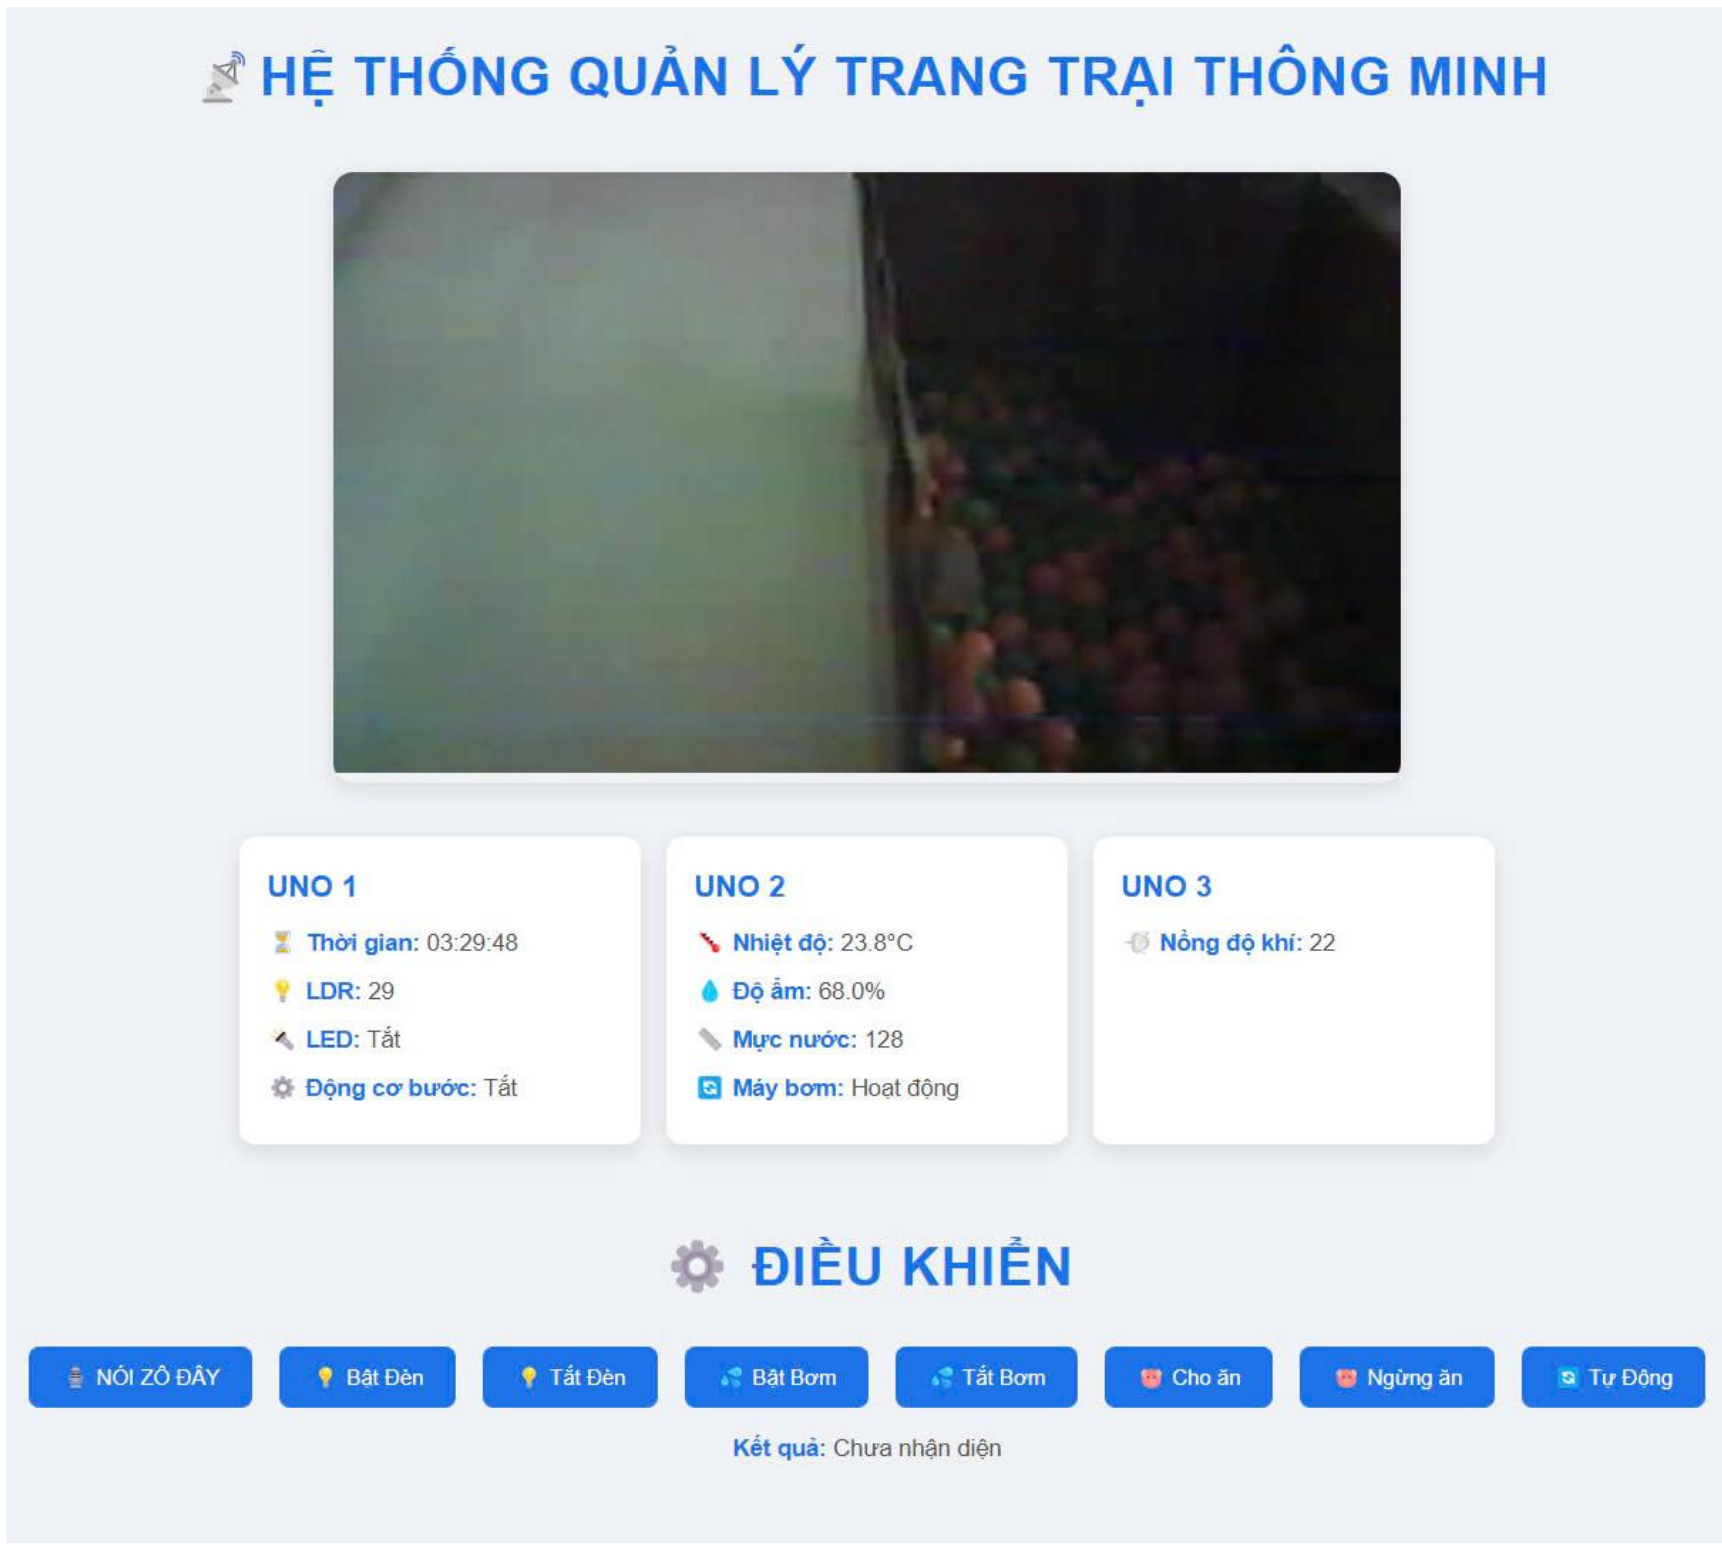 HỆ THỐNG QUẢN LÝ TRANG TRẠI THÔNG MINH
UNO 1
Thời gian: 03:29:48
LDR: 29
LED: Tắt
Động cơ bước: Tắt
UNO 2
Nhiệt độ: 23.8°C
Độ ẩm: 68.0%
Mực nước: 128
Máy bơm: Hoạt động
UNO 3
Nồng độ khí: 22
ĐIỀU KHIỂN
NÓI ZÔ ĐÂY Bật Đèn Tắt Đèn Bật Bơm Tắt Bơm Cho ăn Ngừng ăn Tự Động
Kết quả: Chưa nhận diện